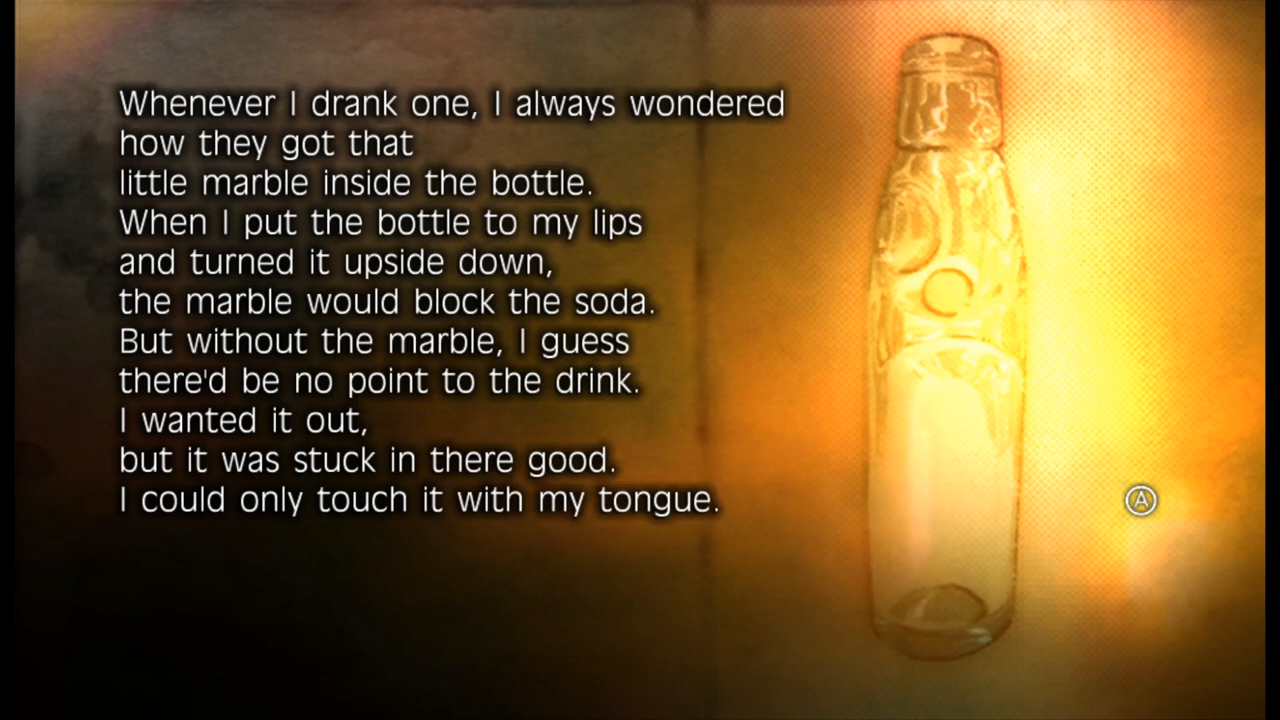 Whenever I drank one, I always wondered
how they got that
little marble inside the bottle.
When I put the bottle to my lips
and turned it upside down,
the marble would block the soda.
But without the marble, I guess
there'd be no point to the drink.
I wanted it out,
but it was stuck in there good.
I could only touch it with my tongue.
A